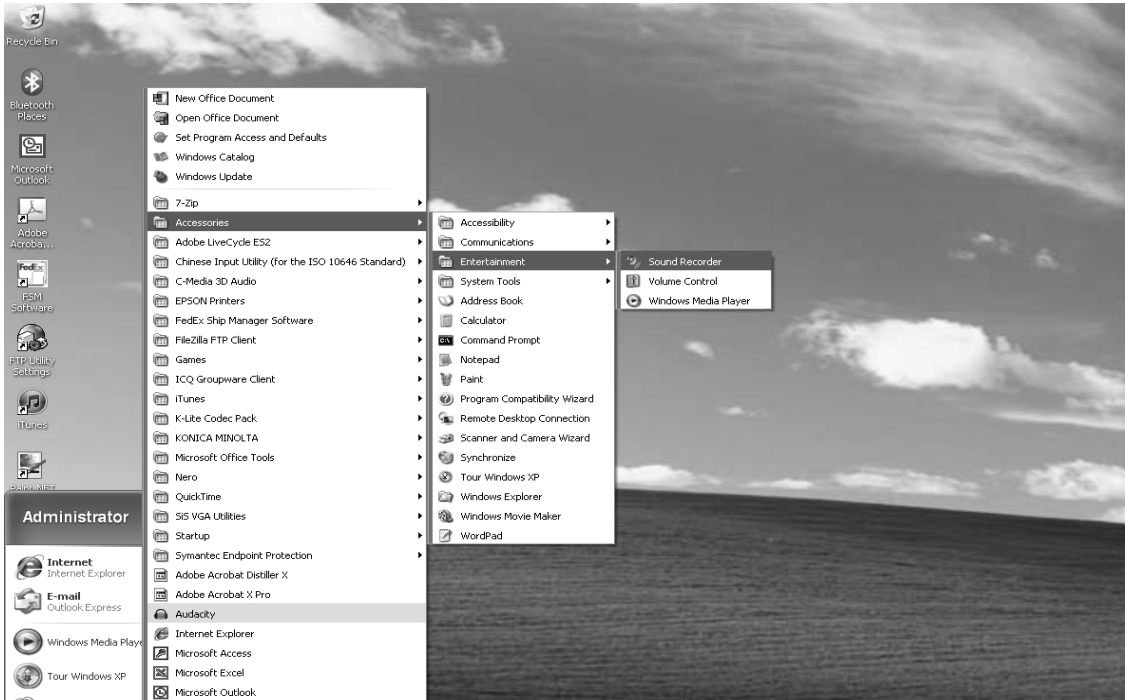 Recycle Bin
Bluetooth
Places
Microsoft
Outlook
Adobe
Acroba...
FedEx
FSM
Software
FTP Utility
Settings
iTunes
Paint.NET
Administrator
Internet
Internet Explorer
E-mail
Outlook Express
Windows Media Playe
Tour Windows XP
New Office Document
Open Office Document
Set Program Access and Defaults
Windows Catalog
Windows Update
7-Zip
Accessories
Adobe LiveCycle ES2
Chinese Input Utility (for the ISO 10646 Standard)
C-Media 3D Audio
EPSON Printers
FedEx Ship Manager Software
FileZilla FTP Client
Games
ICQ Groupware Client
iTunes
K-Lite Codec Pack
KONICA MINOLTA
Microsoft Office Tools
Nero
QuickTime
SiS VGA Utilities
Startup
Symantec Endpoint Protection
Adobe Acrobat Distiller X
Adobe Acrobat X Pro
Audacity
Internet Explorer
Microsoft Access
Microsoft Excel
Microsoft Outlook
Accessibility
Communications
Entertainment
System Tools
Address Book
Calculator
Command Prompt
Notepad
Paint
Program Compatibility Wizard
Remote Desktop Connection
Scanner and Camera Wizard
Synchronize
Tour Windows XP
Windows Explorer
Windows Movie Maker
WordPad
Sound Recorder
Volume Control
Windows Media Player